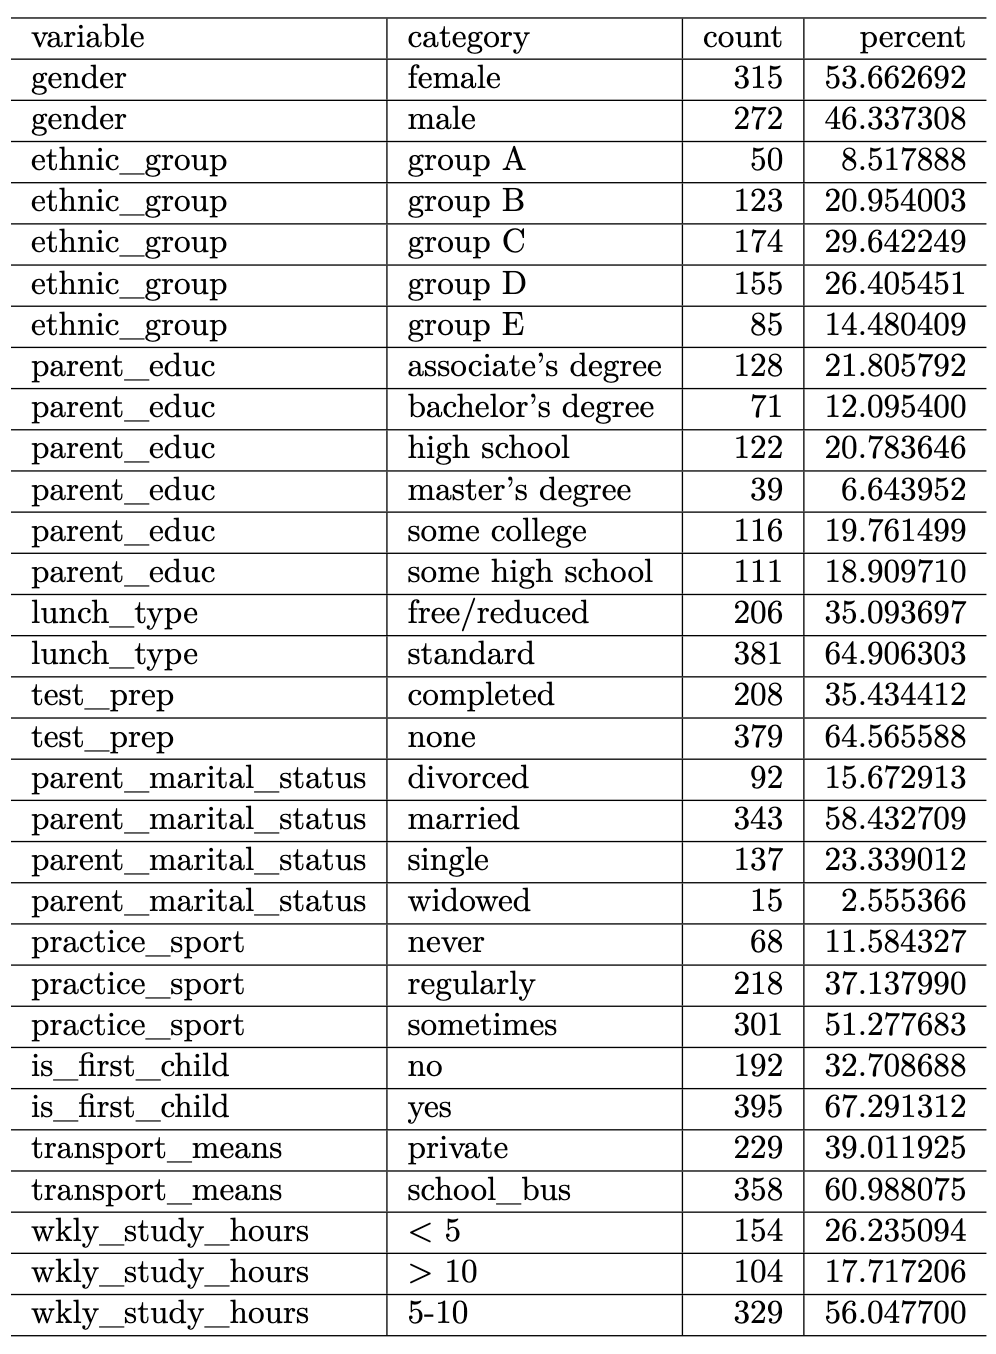 variable category count percent
gender female 315 53.662692
gender male 272 46.337308
ethnic_group group A 50 8.517888
ethnic_group group B 123 20.954003
ethnic_group group C 174 29.642249
ethnic_group group D 155 26.405451
ethnic_group group E 85 14.480409
parent_educ associate’s degree 128 21.805792
parent_educ bachelor’s degree 71 12.095400
parent_educ high school 122 20.783646
parent_educ master’s degree 39 6.643952
parent_educ some college 116 19.761499
parent_educ some high school 111 18.909710
lunch_type free/reduced 206 35.093697
lunch_type standard 381 64.906303
test_prep completed 208 35.434412
test_prep none 379 64.565588
parent_marital_status divorced 92 15.672913
parent_marital_status married 343 58.432709
parent_marital_status single 137 23.339012
parent_marital_status widowed 15 2.555366
practice_sport never 68 11.584327
practice_sport regularly 218 37.137990
practice_sport sometimes 301 51.277683
is_first_child no 192 32.708688
is_first_child yes 395 67.291312
transport_means private 229 39.011925
transport_means school_bus 358 60.988075
wkly_study_hours < 5 154 26.235094
wkly_study_hours > 10 104 17.717206
wkly_study_hours 5-10 329 56.047700